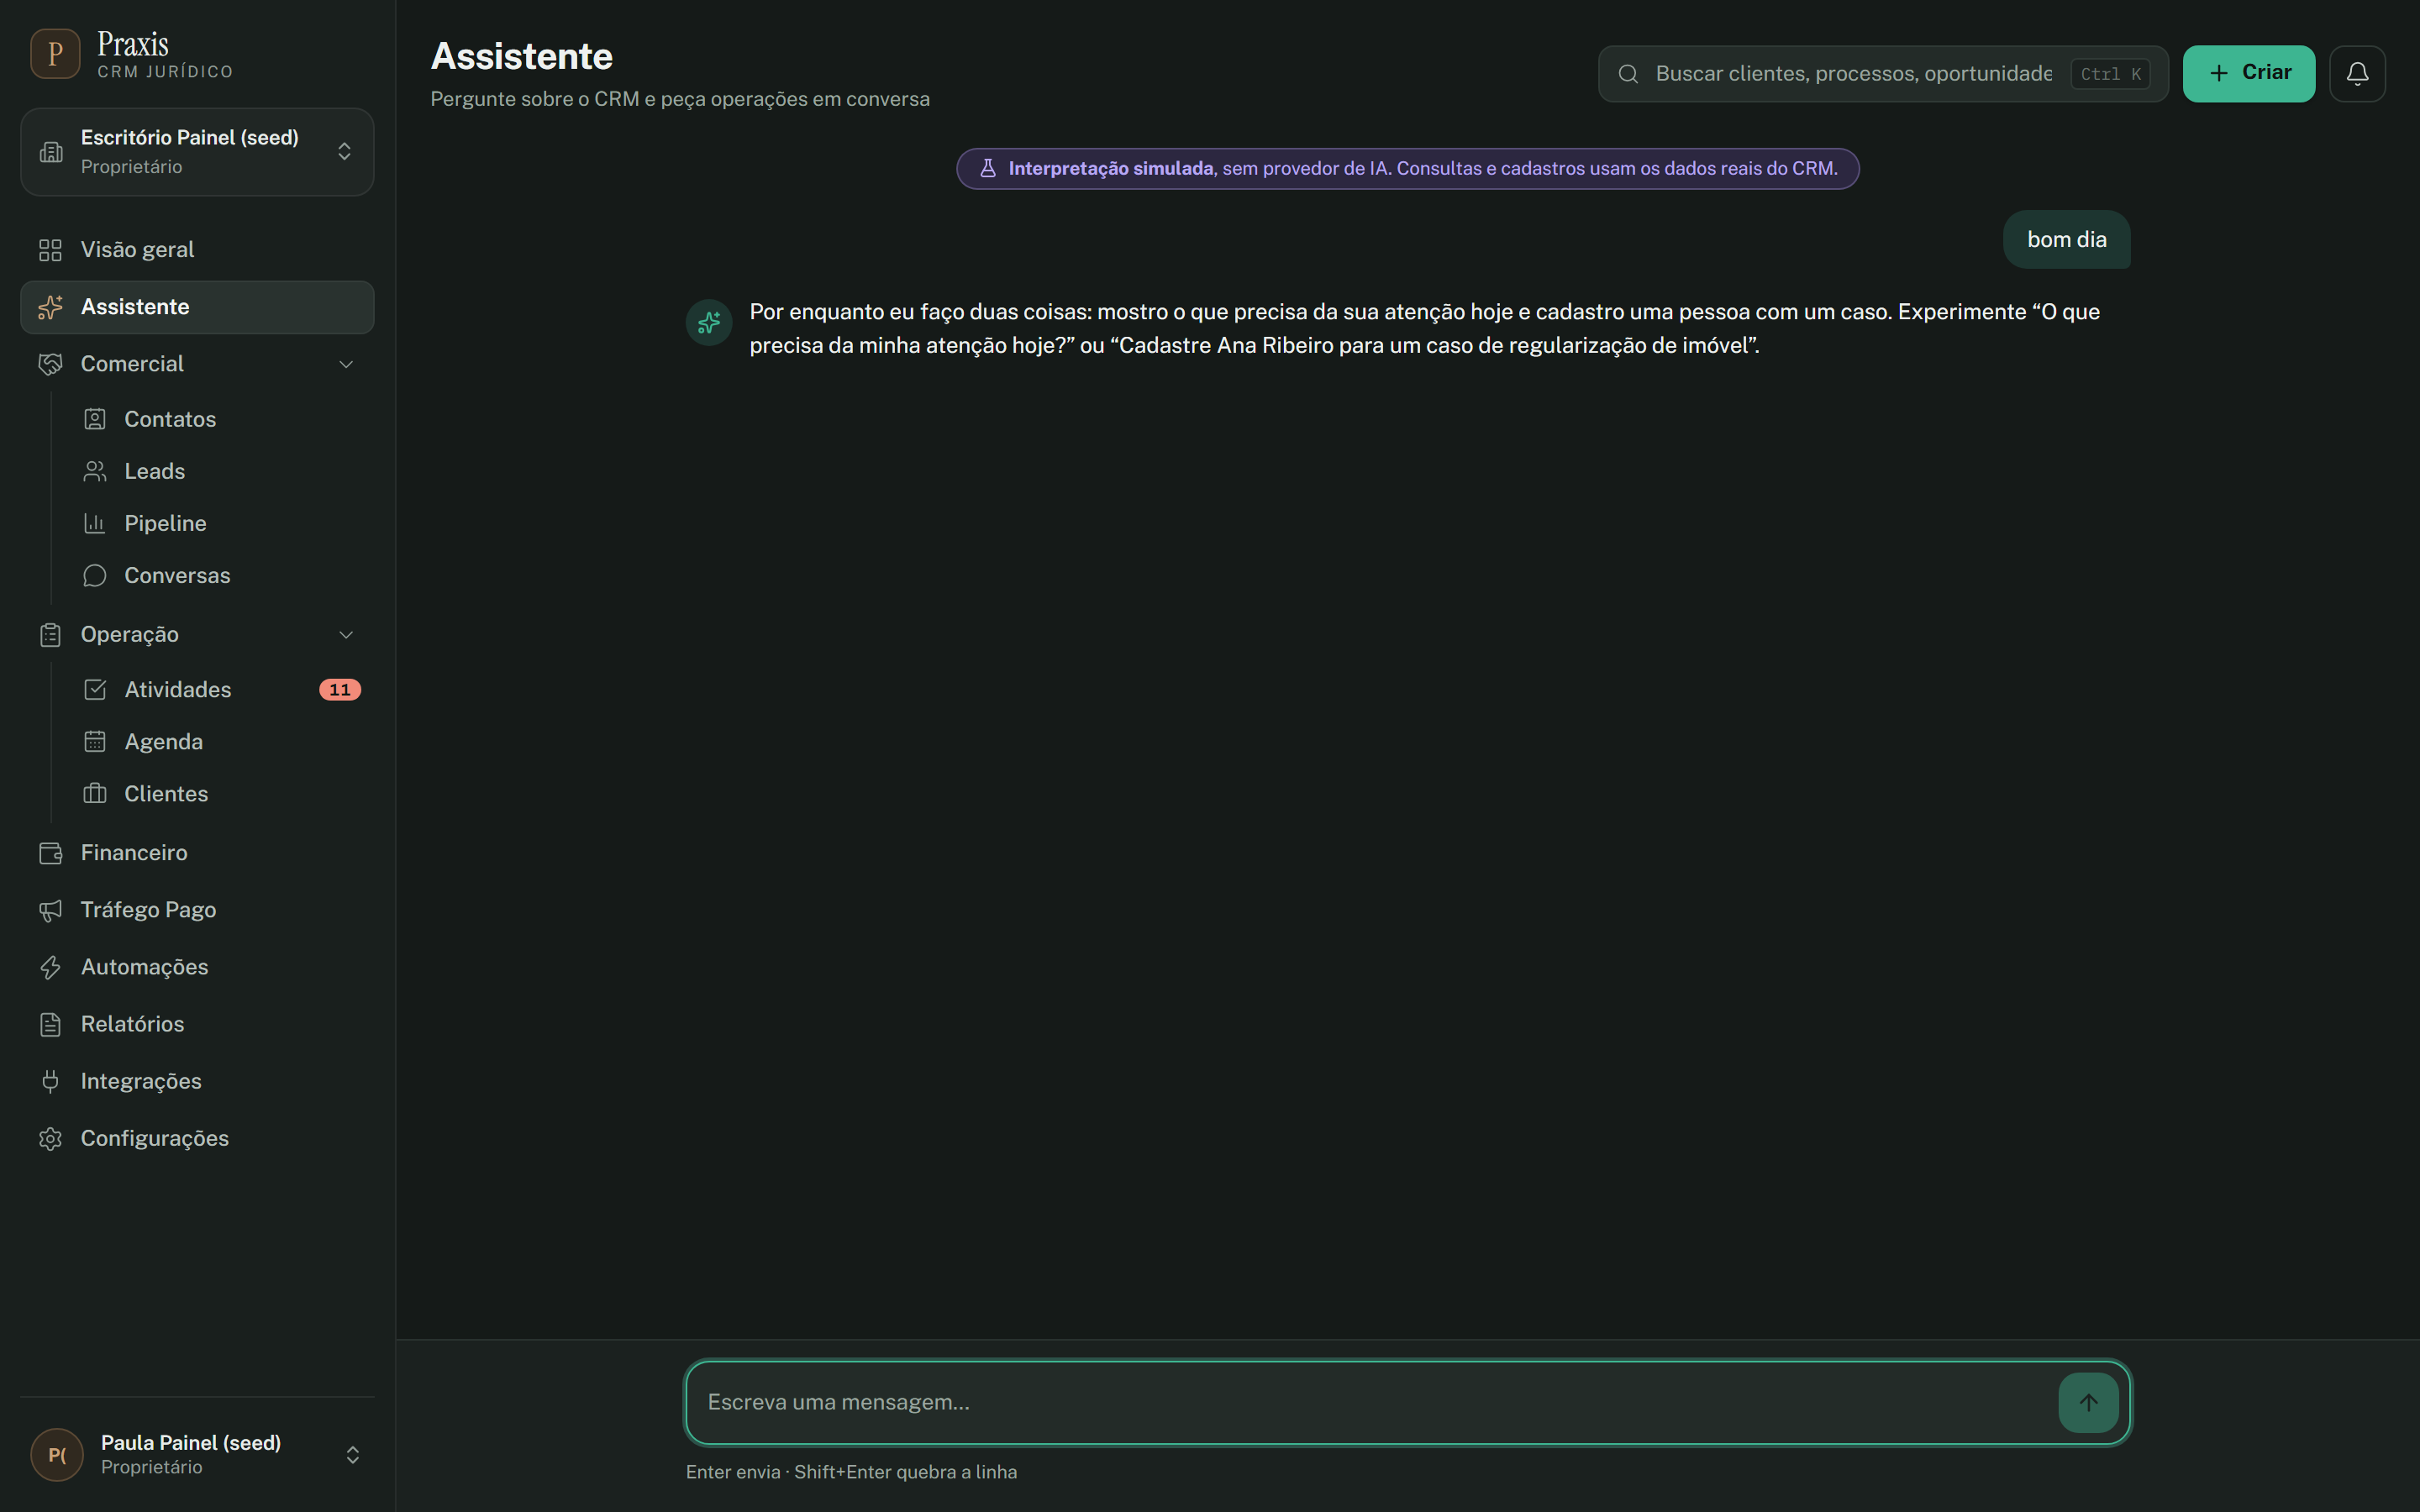 P
Praxis
CRM JURÍDICO
Escritório Painel (seed)
Proprietário
Visão geral
Assistente
Comercial
Contatos
Leads
Pipeline
Conversas
Operação
Atividades 11
Agenda
Clientes
Financeiro
Tráfego Pago
Automações
Relatórios
Integrações
Configurações
P(
Paula Painel (seed)
Proprietário
Assistente
Pergunte sobre o CRM e peça operações em conversa
Buscar clientes, processos, oportunidade Ctrl K
Criar
Interpretação simulada, sem provedor de IA. Consultas e cadastros usam os dados reais do CRM.
bom dia
Por enquanto eu faço duas coisas: mostro o que precisa da sua atenção hoje e cadastro uma pessoa com um caso. Experimente “O que
precisa da minha atenção hoje?” ou “Cadastre Ana Ribeiro para um caso de regularização de imóvel”.
Escreva uma mensagem...
Enter envia · Shift+Enter quebra a linha